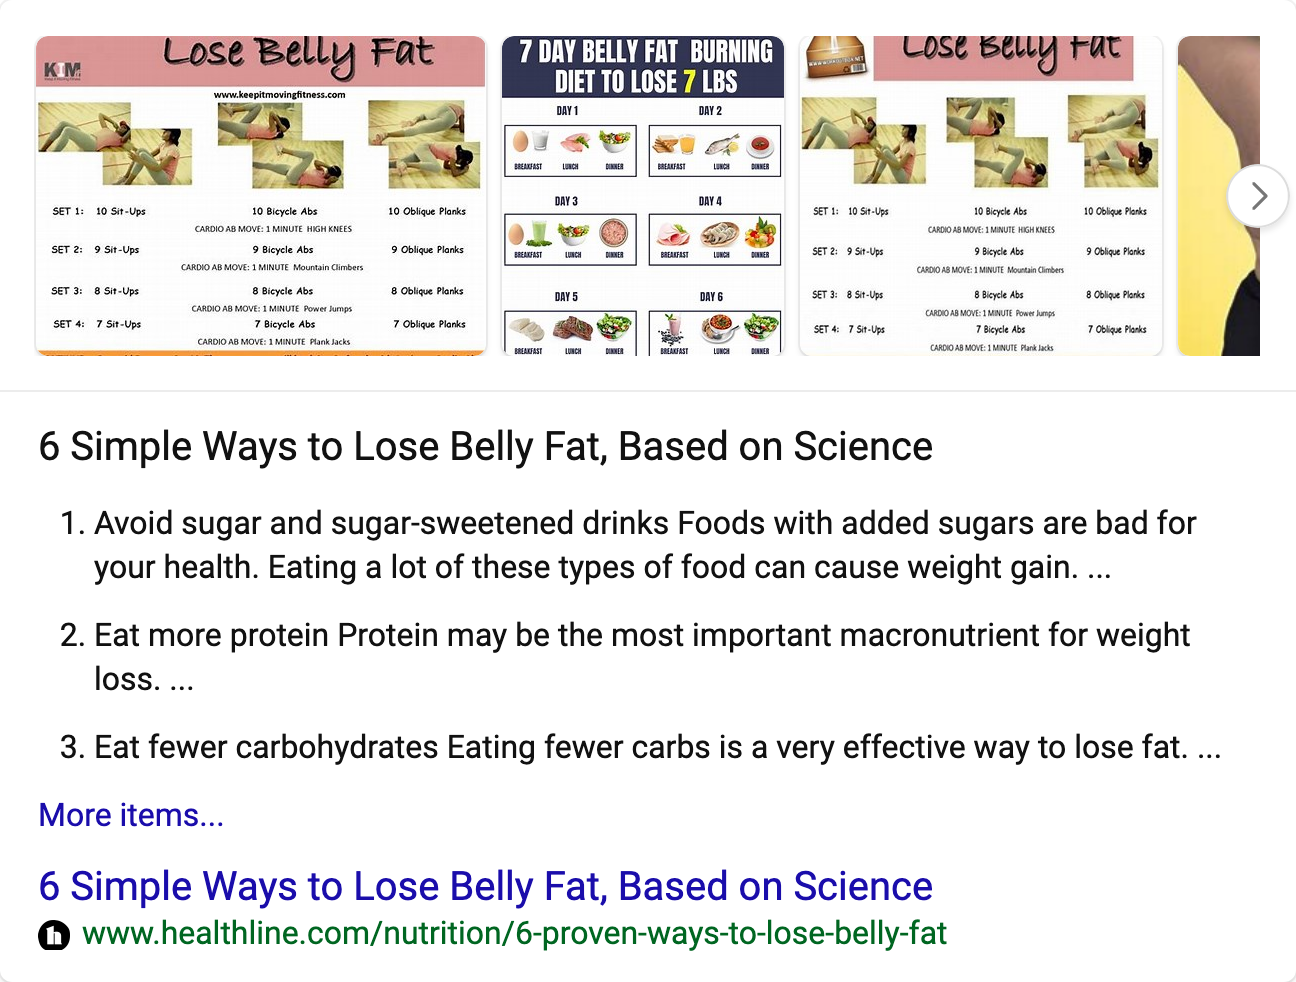 Lose Belly Fat
KIM
www.keepitmovingfitness.com
SET 1: 10 Sit-Ups 10 Bicycle Abs 10 Oblique Planks
CARDIO AB MOVE: 1 MINUTE HIGH KNEES
SET 2: 9 Sit-Ups 9 Bicycle Abs 9 Oblique Planks
CARDIO AB MOVE: 1 MINUTE Mountain Climbers
SET 3: 8 Sit-Ups 8 Bicycle Abs 8 Oblique Planks
CARDIO AB MOVE: 1 MINUTE Power Jumps
SET 4: 7 Sit-Ups 7 Bicycle Abs 7 Oblique Planks
CARDIO AB MOVE: 1 MINUTE Plank Jacks
7 DAY BELLY FAT BURNING
DIET TO LOSE 7 LBS
DAY 1 DAY 2
BREAKFAST LUNCH DINNER BREAKFAST LUNCH DINNER
DAY 3 DAY 4
BREAKFAST LUNCH DINNER BREAKFAST LUNCH DINNER
DAY 5 DAY 6
BREAKFAST LUNCH DINNER BREAKFAST LUNCH DINNER
Lose Belly Fat
SET 1: 10 Sit-Ups 10 Bicycle Abs 10 Oblique Planks
CARDIO AB MOVE: 1 MINUTE HIGH KNEES
SET 2: 9 Sit-Ups 9 Bicycle Abs 9 Oblique Planks
CARDIO AB MOVE: 1 MINUTE Mountain Climbers
SET 3: 8 Sit-Ups 8 Bicycle Abs 8 Oblique Planks
CARDIO AB MOVE: 1 MINUTE Power Jumps
SET 4: 7 Sit-Ups 7 Bicycle Abs 7 Oblique Planks
CARDIO AB MOVE: 1 MINUTE Plank Jacks
6 Simple Ways to Lose Belly Fat, Based on Science
1. Avoid sugar and sugar-sweetened drinks Foods with added sugars are bad for
your health. Eating a lot of these types of food can cause weight gain. ...
2. Eat more protein Protein may be the most important macronutrient for weight
loss. ...
3. Eat fewer carbohydrates Eating fewer carbs is a very effective way to lose fat. ...
More items...
6 Simple Ways to Lose Belly Fat, Based on Science
h www.healthline.com/nutrition/6-proven-ways-to-lose-belly-fat